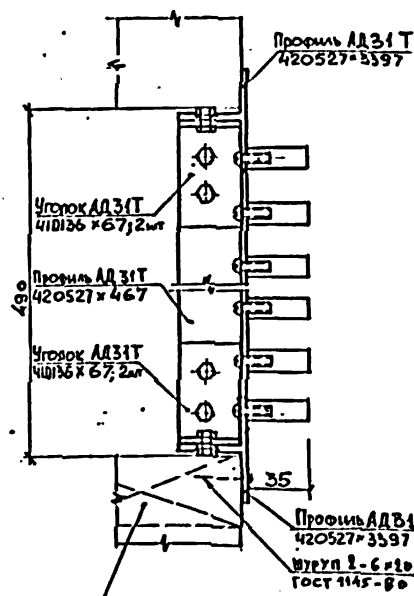 Профиль АД31Т
420527×3397
Уголок АД31Т
410136×67; 2шт
Профиль АД31Т
420527×467
490
Уголок АД31Т
410136×67; 2шт
35
Профиль АД31
420527×3397
Шуруп 2-6×20
ГОСТ 1145-80